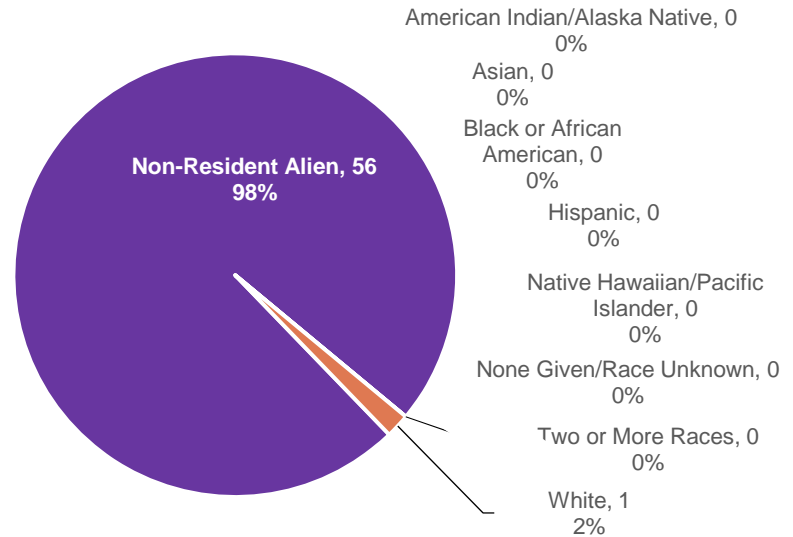 American Indian/Alaska Native, 0
0%
Asian, 0
0%
Black or African
American, 0
0%
Non-Resident Alien, 56
98%
Hispanic, 0
0%
Native Hawaiian/Pacific
Islander, 0
0%
None Given/Race Unknown, 0
0%
Two or More Races, 0
0%
White, 1
2%